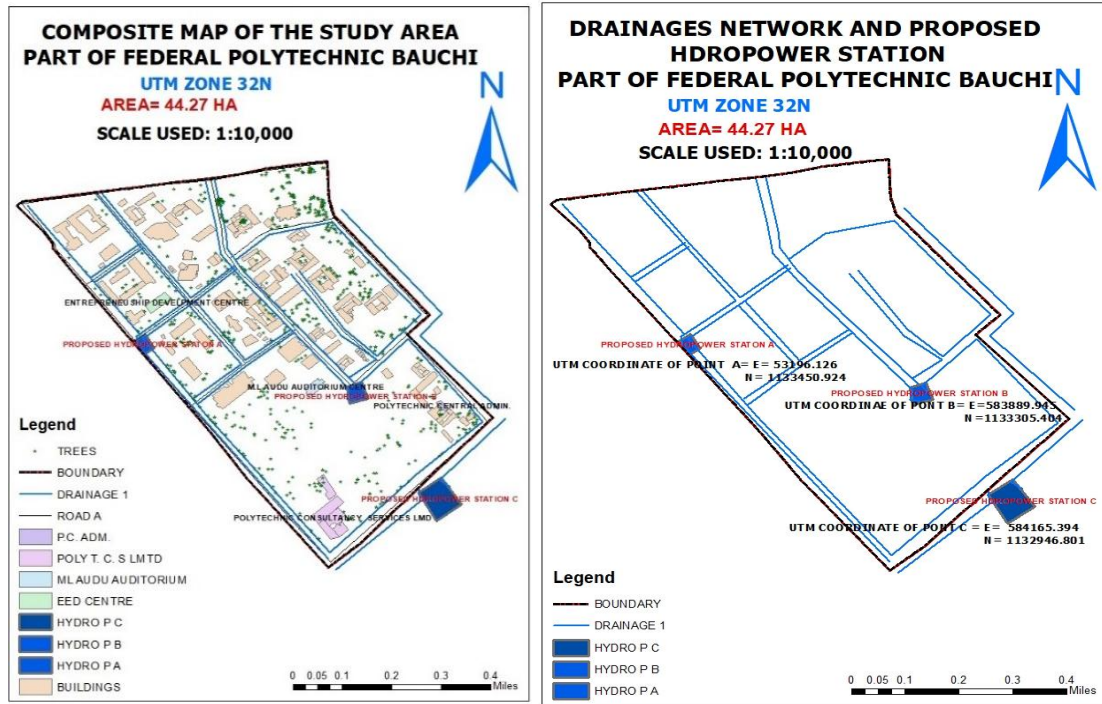 COMPOSITE MAP OF THE STUDY AREA
PART OF FEDERAL POLYTECHNIC BAUCHI
UTM ZONE 32N
AREA= 44.27 HA
SCALE USED: 1:10,000
N
ENTREPRENEUSHIP DEVELPMENT CENTRE
PROPOSED HYDROPOWER STATON A
M.L AUDU AUDITORIUM CENTRE
PROPOSED HYDROPOWER STATION
POLYTECHNIC CENTRAL ADMIN.
PROPOSED HYDROPOWER STATION C
POLYTECHNIC CONSULTANCY SERVICES LMD
Legend
TREES
BOUNDARY
DRAINAGE 1
ROAD A
P.C. ADM.
POLY T. C. S LMTD
ML AUDU AUDITORIUM
EED CENTRE
HYDRO P C
HYDRO P B
HYDRO P A
BUILDINGS
0 0.05 0.1 0.2 0.3 0.4
Miles
DRAINAGES NETWORK AND PROPOSED
HDROPOWER STATION
PART OF FEDERAL POLYTECHNIC BAUCHI
N
UTM ZONE 32N
AREA= 44.27 HA
SCALE USED: 1:10,000
PROPOSED HYDROPOWER STATION A
UTM COORDINATE OF POINT A= E= 53196.126
N= 1133450.924
PROPOSED HYDROPOWER STATION B
UTM COORDINAE OF PONT B= E=583889.945
N=1133305.404
PROPOSED HYDROPOWER STATION C
UTM COORDINATE OF PONT C = E= 584165.394
N= 1132946.801
Legend
BOUNDARY
DRAINAGE 1
HYDRO P C
HYDRO P B
HYDRO P A
0 0.05 0.1 0.2 0.3 0.4
Miles